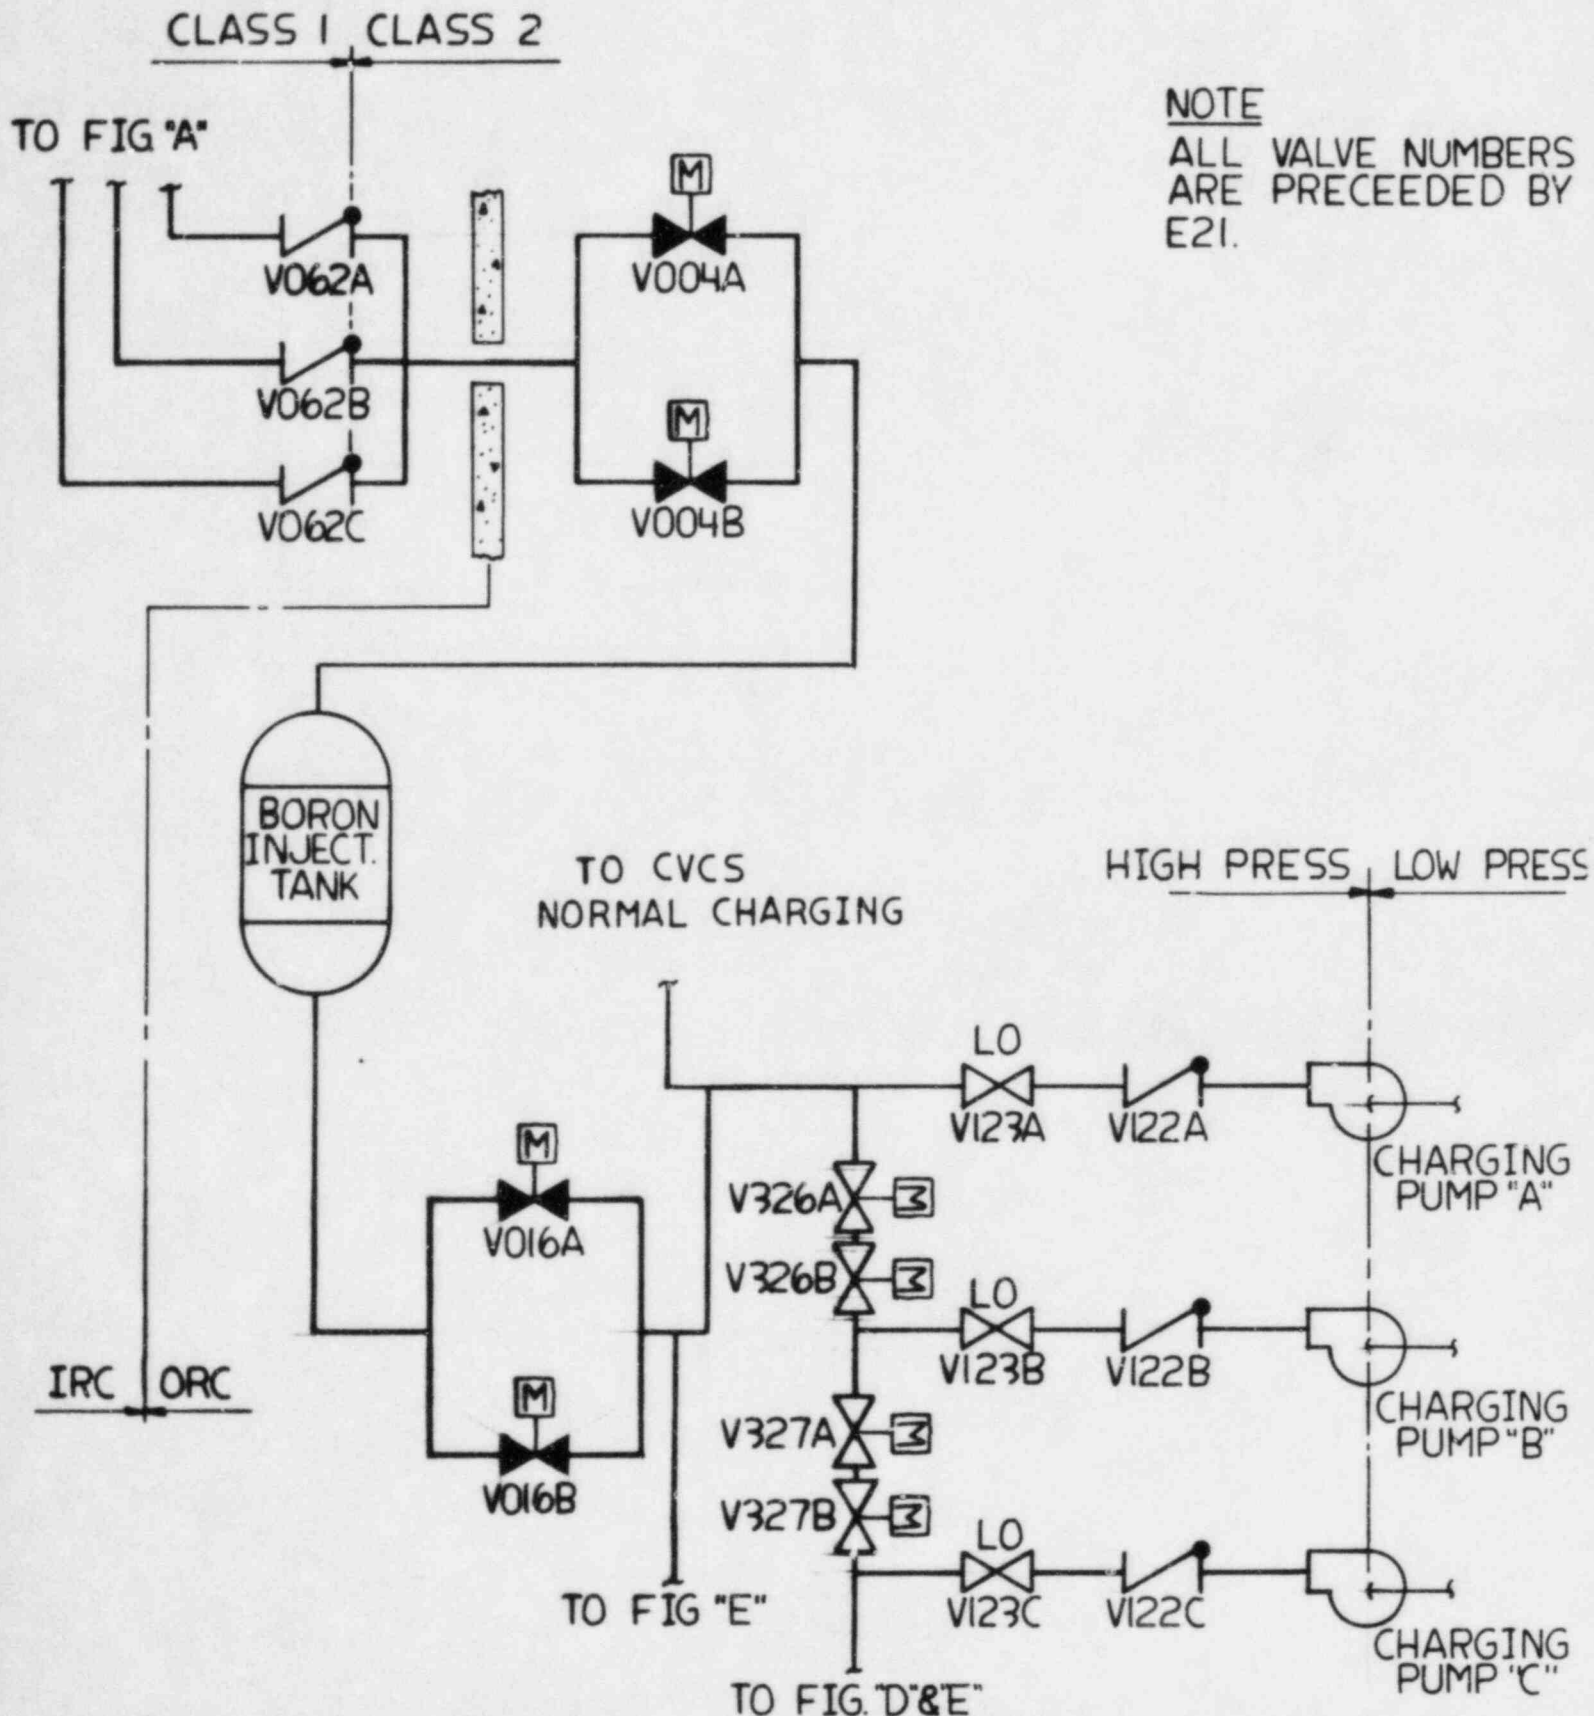 CLASS 1 CLASS 2
TO FIG "A"
NOTE
ALL VALVE NUMBERS
ARE PRECEEDED BY
E21.
M
V062A
V004A
V062B
M
V062C
V004B
BORON
INJECT.
TANK
TO CVCS
NORMAL CHARGING
HIGH PRESS LOW PRESS
LO
V123A
V122A
M
CHARGING
PUMP "A"
V326A
M
V016A
V326B
M
LO
V123B
V122B
IRC ORC
M
CHARGING
PUMP "B"
V327A
M
V016B
V327B
M
LO
V123C
V122C
TO FIG "E"
CHARGING
PUMP "C"
TO FIG. "D"&"E"